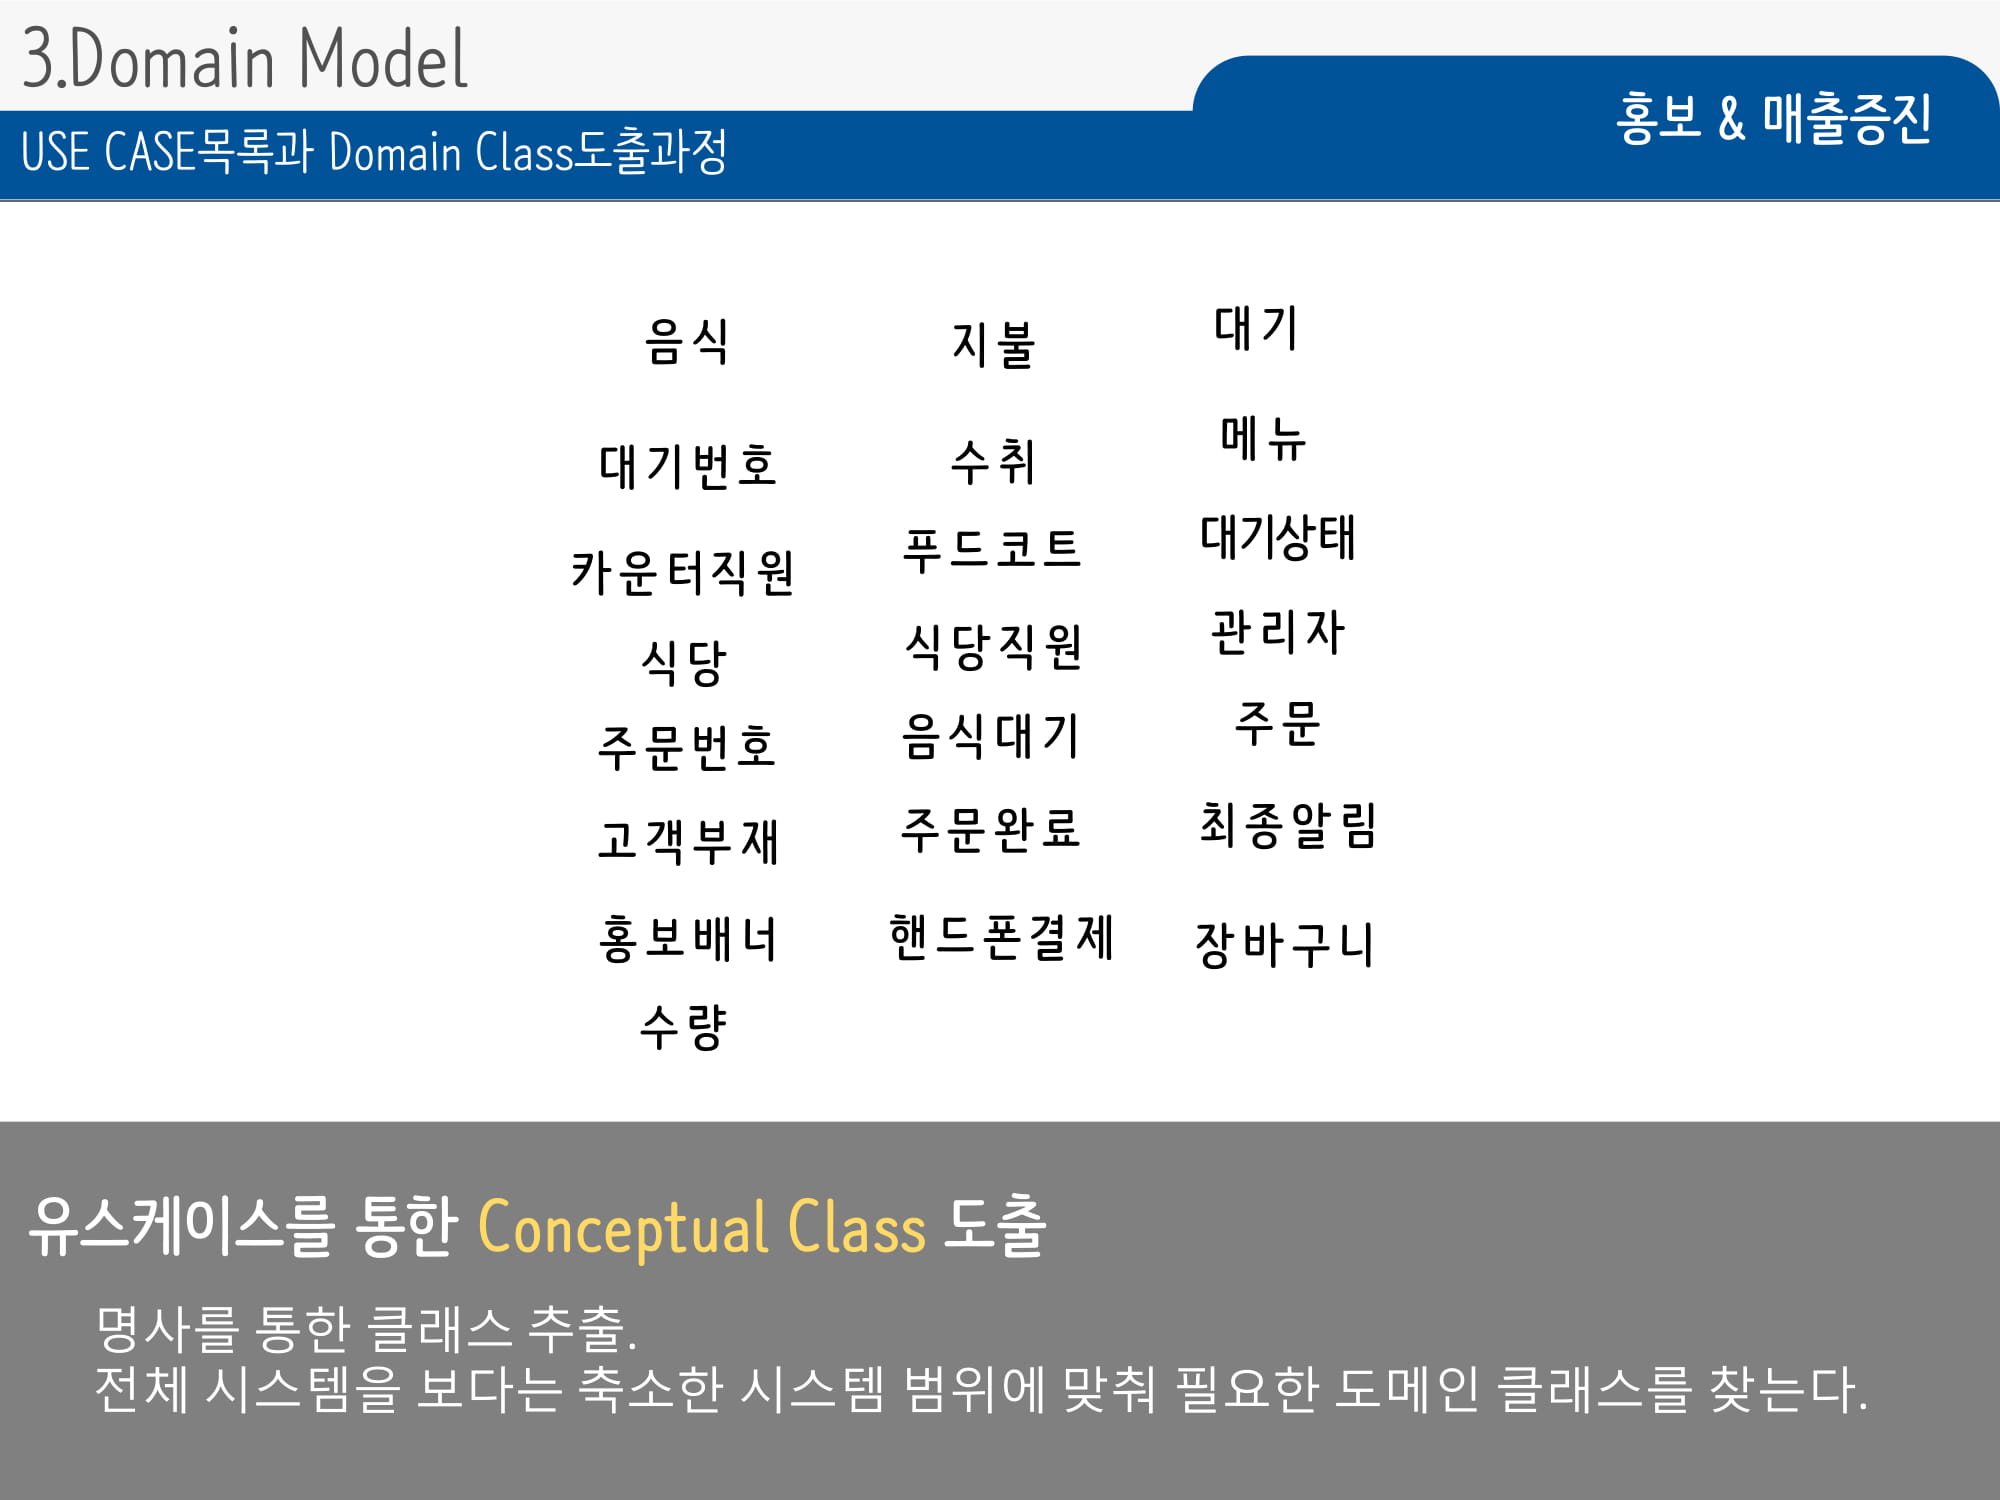 3.Domain Model
홍보 & 매출증진
USE CASE목록과 Domain Class도출과정
음식 지불 대기
대기번호 수취 메뉴
카운터직원 푸드코트 대기상태
식당 식당직원 관리자
주문번호 음식대기 주문
고객부재 주문완료 최종알림
홍보배너 핸드폰결제 장바구니
수량
유스케이스를 통한 Conceptual Class 도출
명사를 통한 클래스 추출.
전체 시스템을 보다는 축소한 시스템 범위에 맞춰 필요한 도메인 클래스를 찾는다.